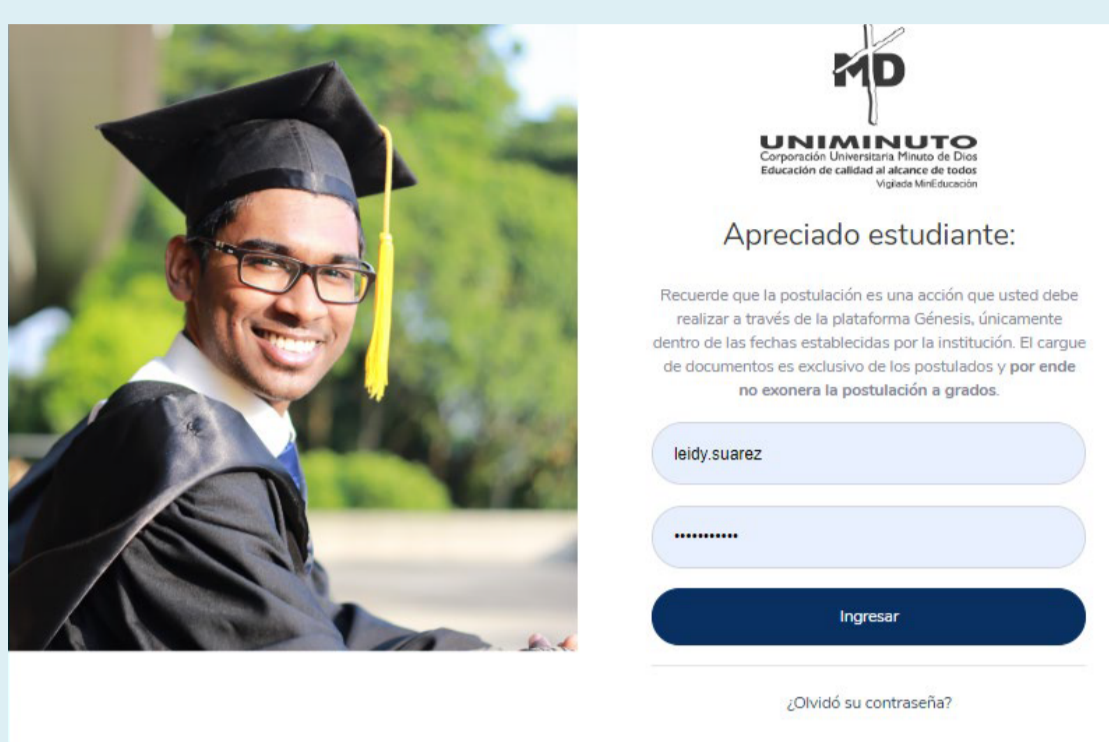 MD
UNIMINUTO
Corporación Universitaria Minuto de Dios
Educación de calidad al alcance de todos
Vigilada MinEducación
Apreciado estudiante:
Recuerde que la postulación es una acción que usted debe
realizar a través de la plataforma Génesis, únicamente
dentro de las fechas establecidas por la institución. El cargue
de documentos es exclusivo de los postulados y por ende
no exonera la postulación a grados.
leidy.suarez
•••••••••••
Ingresar
¿Olvidó su contraseña?